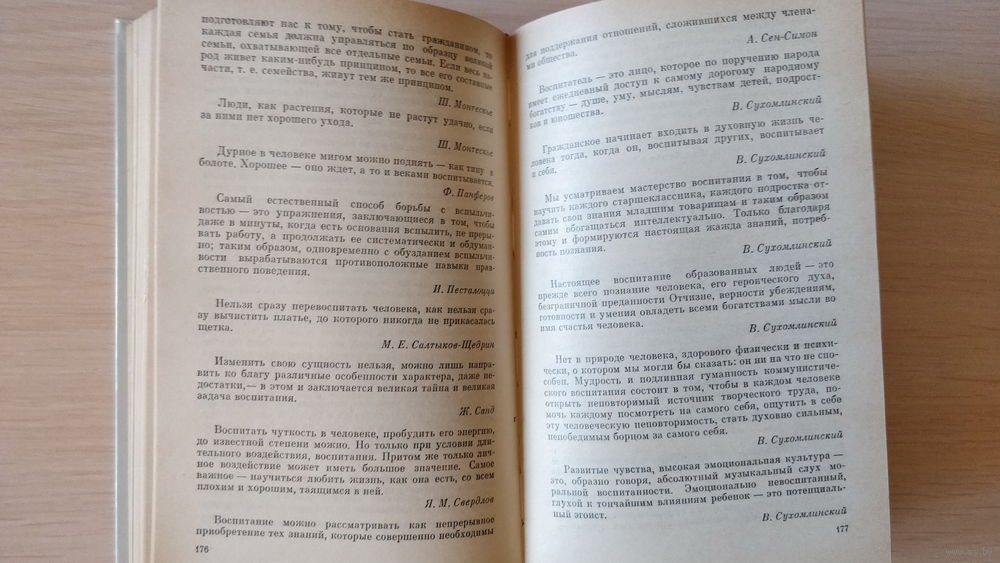 подготовляют нас к тому, чтобы стать гражданином, то
каждая семья должна управляться по образцу великой
семьи, охватывающей все отдельные семьи. Если весь на-
род живет каким-нибудь принципом, то все его составные
части, т. е. семейства, живут тем же принципом.
Ш. Монтескье
Люди, как растения, которые не растут удачно, если
за ними нет хорошего ухода.
Ш. Монтескье
Дурное в человеке мигом можно поднять — как тину в
болоте. Хорошее — оно ждет, а то и веками воспитывается.
Ф. Панферов
Самый естественный способ борьбы с вспыльчи-
востью — это упражнения, заключающиеся в том, чтобы
даже в минуты, когда есть основания вспылить, не преры-
вать работу, а продолжать ее систематически и обдуман-
но; таким образом, одновременно с обузданием вспыльчи-
вости вырабатываются противоположные навыки нрав-
ственного поведения.
И. Песталоцци
Нельзя сразу перевоспитать человека, как нельзя сра-
зу вычистить платье, до которого никогда не прикасалась
щетка.
М. Е. Салтыков-Щедрин
Изменить свою сущность нельзя, можно лишь напра-
вить ко благу различные особенности характера, даже не-
достатки,— в этом и заключается великая тайна и великая
задача воспитания.
Ж. Санд
Воспитать чуткость в человеке, пробудить его энергию,
до известной степени можно. Но только при условии дли-
тельного воздействия, воспитания. Притом же только лич-
ное воздействие может иметь большое значение. Самое
важное — научиться любить жизнь, как она есть, со всем
плохим и хорошим, таящимся в ней.
Я. М. Свердлов
Воспитание можно рассматривать как непрерывное
приобретение тех знаний, которые совершенно необходимы
176
для поддержания отношений, сложившихся между члена-
ми общества.
А. Сен-Симон
Воспитатель — это лицо, которое по поручению народа
имеет ежедневный доступ к самому дорогому народному
богатству — душе, уму, мыслям, чувствам детей, подрост-
ков и юношества.
В. Сухомлинский
Гражданское начинает входить в духовную жизнь че-
ловека тогда, когда он, воспитывая других, воспитывает
и себя.
В. Сухомлинский
Мы усматриваем мастерство воспитания в том, чтобы
научить каждого старшеклассника, каждого подростка от-
давать свои знания младшим товарищам и таким образом
самим обогащаться интеллектуально. Только благодаря
этому и формируются настоящая жажда знаний, потреб-
ность познания.
В. Сухомлинский
Настоящее воспитание образованных людей — это
прежде всего познание человека, его героического духа,
безграничной преданности Отчизне, верности убеждениям,
готовности и умения овладеть всеми богатствами мысли во
имя счастья человека.
В. Сухомлинский
Нет в природе человека, здорового физически и психи-
чески, о котором мы могли бы сказать: он ни на что не спо-
собен. Мудрость и подлинная гуманность коммунистиче-
ского воспитания состоит в том, чтобы в каждом человеке
открыть неповторимый источник творческого труда, по-
мочь каждому посмотреть на самого себя, ощутить в себе
эту человеческую неповторимость, стать духовно сильным,
непобедимым борцом за самого себя.
В. Сухомлинский
Развитые чувства, высокая эмоциональная культура —
это, образно говоря, абсолютный музыкальный слух мо-
ральной воспитанности. Эмоционально невоспитанный,
глухой к тончайшим влияниям ребенок — это потенциаль-
ный эгоист.
В. Сухомлинский
177